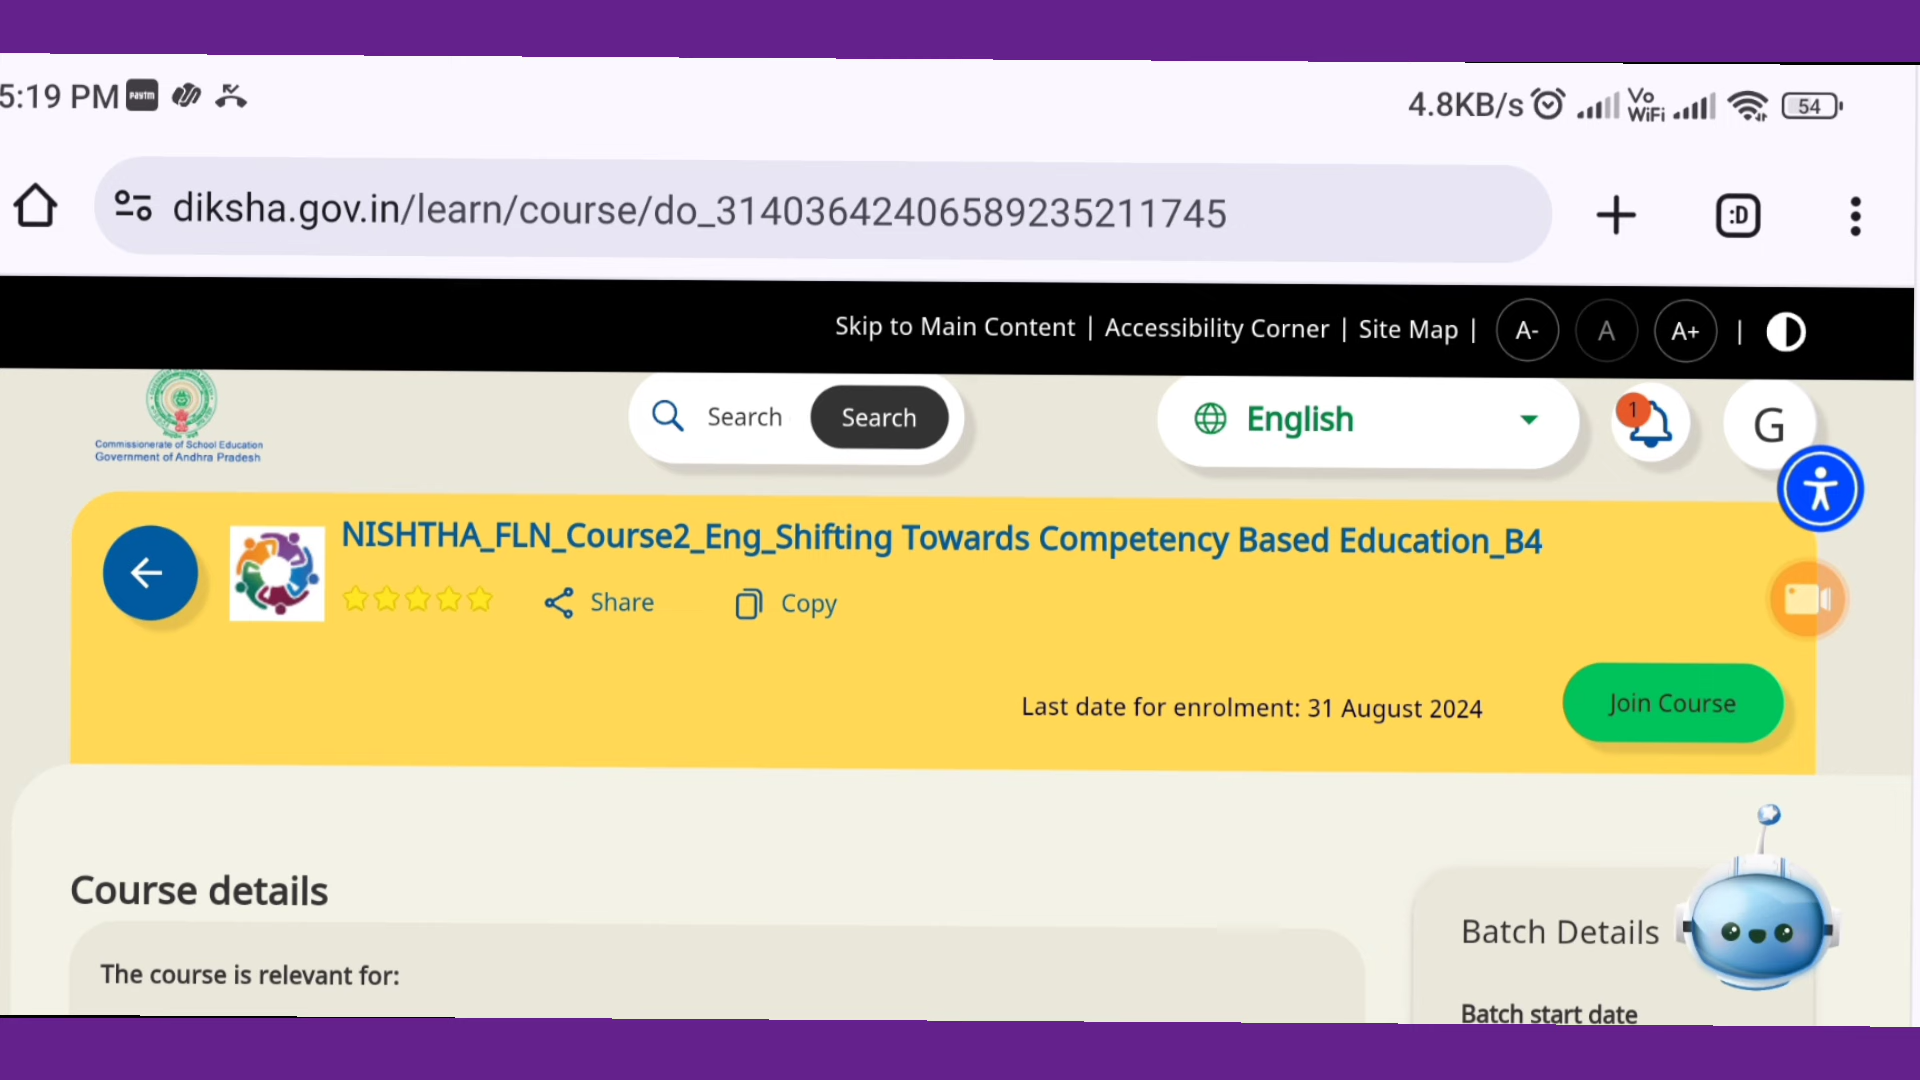 5:19 PM paytm
4.8KB/s Vo WiFi 54
diksha.gov.in/learn/course/do_31403642406589235211745
:D
Skip to Main Content | Accessibility Corner | Site Map | A- A A+ |
Commissionerate of School Education
Government of Andhra Pradesh
Search Search
English
1
G
NISHTHA_FLN_Course2_Eng_Shifting Towards Competency Based Education_B4
Share Copy
Last date for enrolment: 31 August 2024
Join Course
Course details
Batch Details
The course is relevant for:
Batch start date